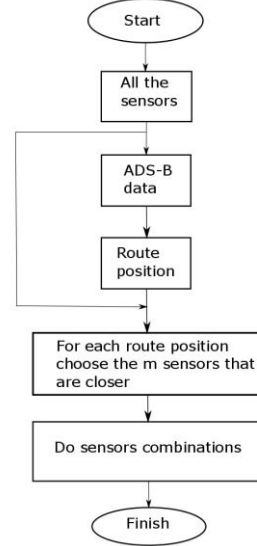 Start
All the
sensors
ADS-B
data
Route
position
For each route position
choose the m sensors that
are closer
Do sensors combinations
Finish